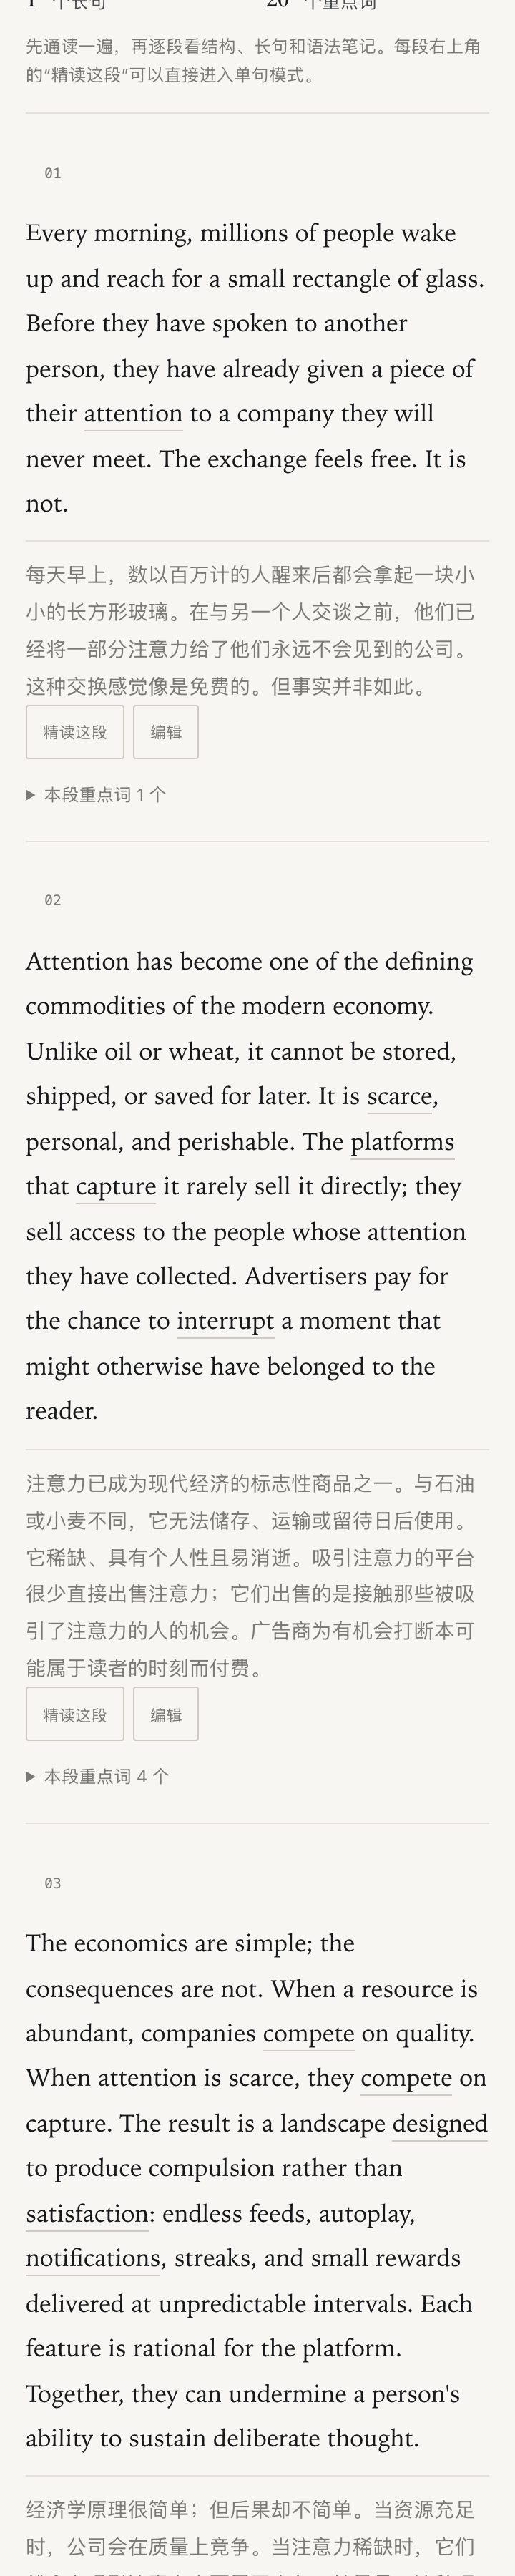 1 个长句 20 个重点词
先通读一遍，再逐段看结构、长句和语法笔记。每段右上角
的“精读这段”可以直接进入单句模式。
01
Every morning, millions of people wake
up and reach for a small rectangle of glass.
Before they have spoken to another
person, they have already given a piece of
their attention to a company they will
never meet. The exchange feels free. It is
not.
每天早上，数以百万计的人醒来后都会拿起一块小
小的长方形玻璃。在与另一个人交谈之前，他们已
经将一部分注意力给了他们永远不会见到的公司。
这种交换感觉像是免费的。但事实并非如此。
精读这段 编辑
▶ 本段重点词 1 个
02
Attention has become one of the defining
commodities of the modern economy.
Unlike oil or wheat, it cannot be stored,
shipped, or saved for later. It is scarce,
personal, and perishable. The platforms
that capture it rarely sell it directly; they
sell access to the people whose attention
they have collected. Advertisers pay for
the chance to interrupt a moment that
might otherwise have belonged to the
reader.
注意力已成为现代经济的标志性商品之一。与石油
或小麦不同，它无法储存、运输或留待日后使用。
它稀缺、具有个人性且易消逝。吸引注意力的平台
很少直接出售注意力；它们出售的是接触那些被吸
引了注意力的人的机会。广告商为有机会打断本可
能属于读者的时刻而付费。
精读这段 编辑
▶ 本段重点词 4 个
03
The economics are simple; the
consequences are not. When a resource is
abundant, companies compete on quality.
When attention is scarce, they compete on
capture. The result is a landscape designed
to produce compulsion rather than
satisfaction: endless feeds, autoplay,
notifications, streaks, and small rewards
delivered at unpredictable intervals. Each
feature is rational for the platform.
Together, they can undermine a person's
ability to sustain deliberate thought.
经济学原理很简单；但后果却不简单。当资源充足
时，公司会在质量上竞争。当注意力稀缺时，它们